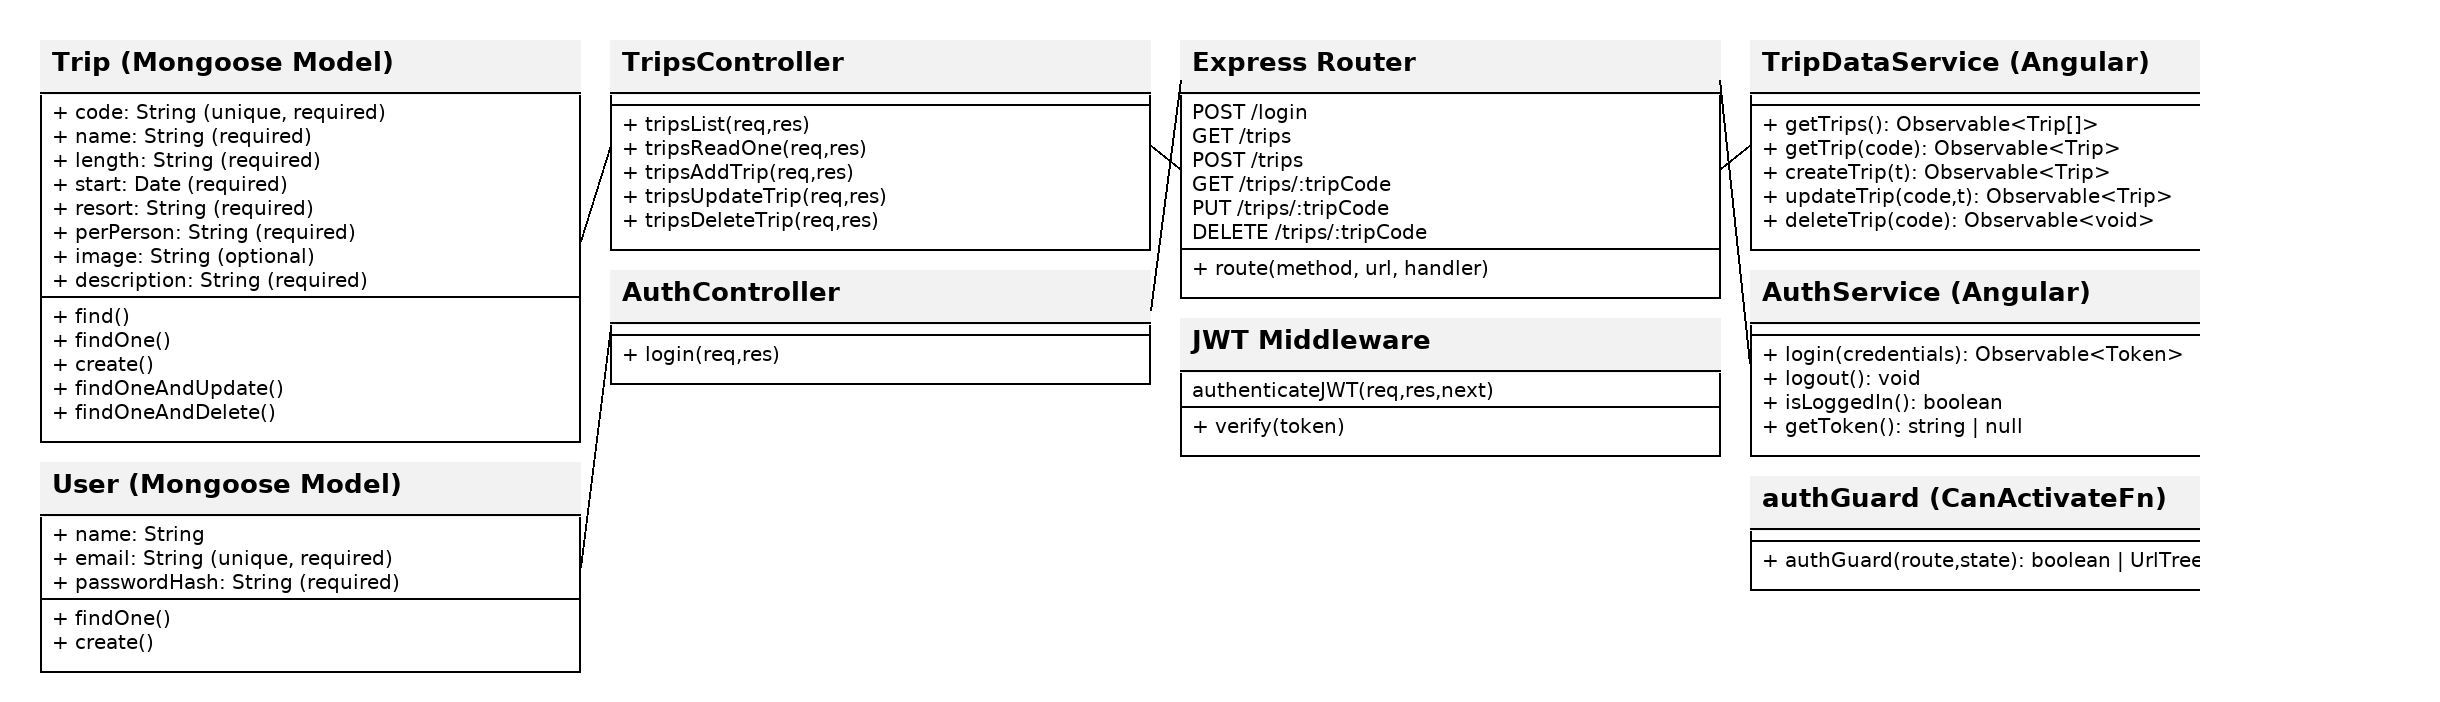 Trip (Mongoose Model)
+ code: String (unique, required)
+ name: String (required)
+ length: String (required)
+ start: Date (required)
+ resort: String (required)
+ perPerson: String (required)
+ image: String (optional)
+ description: String (required)
+ find()
+ findOne()
+ create()
+ findOneAndUpdate()
+ findOneAndDelete()
User (Mongoose Model)
+ name: String
+ email: String (unique, required)
+ passwordHash: String (required)
+ findOne()
+ create()
TripsController
+ tripsList(req,res)
+ tripsReadOne(req,res)
+ tripsAddTrip(req,res)
+ tripsUpdateTrip(req,res)
+ tripsDeleteTrip(req,res)
AuthController
+ login(req,res)
Express Router
POST /login
GET /trips
POST /trips
GET /trips/:tripCode
PUT /trips/:tripCode
DELETE /trips/:tripCode
+ route(method, url, handler)
JWT Middleware
authenticateJWT(req,res,next)
+ verify(token)
TripDataService (Angular)
+ getTrips(): Observable<Trip[]>
+ getTrip(code): Observable<Trip>
+ createTrip(t): Observable<Trip>
+ updateTrip(code,t): Observable<Trip>
+ deleteTrip(code): Observable<void>
AuthService (Angular)
+ login(credentials): Observable<Token>
+ logout(): void
+ isLoggedIn(): boolean
+ getToken(): string | null
authGuard (CanActivateFn)
+ authGuard(route,state): boolean | UrlTree